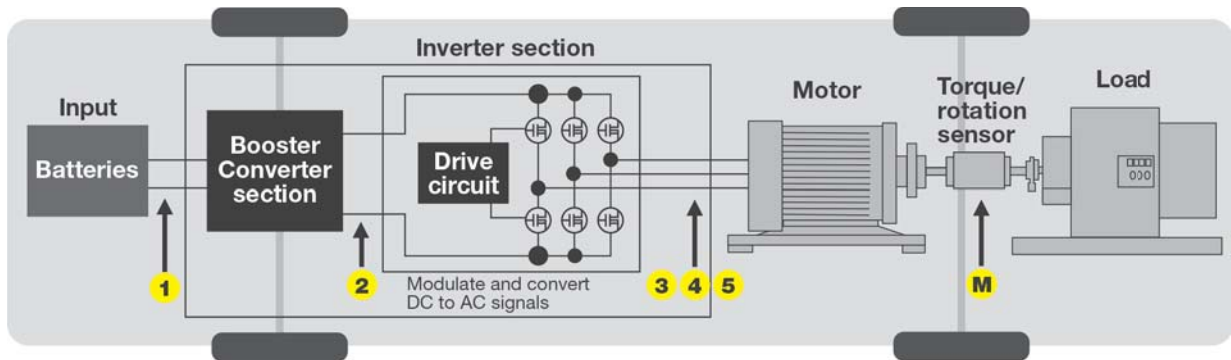 Inverter section
Input
Batteries
Booster
Converter
section
Drive
circuit
Motor
Torque/
rotation
sensor
Load
Modulate and convert
DC to AC signals
1
2
3 4 5
M